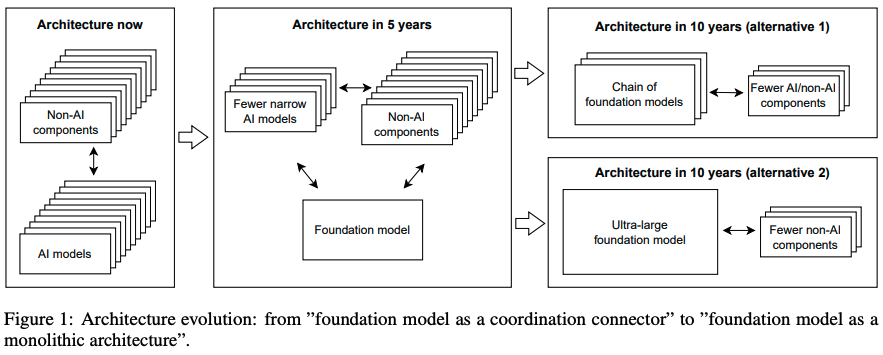 Architecture now
Non-AI
components
AI models
Architecture in 5 years
Fewer narrow
AI models
Non-AI
components
Foundation model
Architecture in 10 years (alternative 1)
Chain of
foundation models
Fewer AI/non-AI
components
Architecture in 10 years (alternative 2)
Ultra-large
foundation model
Fewer non-AI
components
Figure 1: Architecture evolution: from ”foundation model as a coordination connector” to ”foundation model as a
monolithic architecture”.